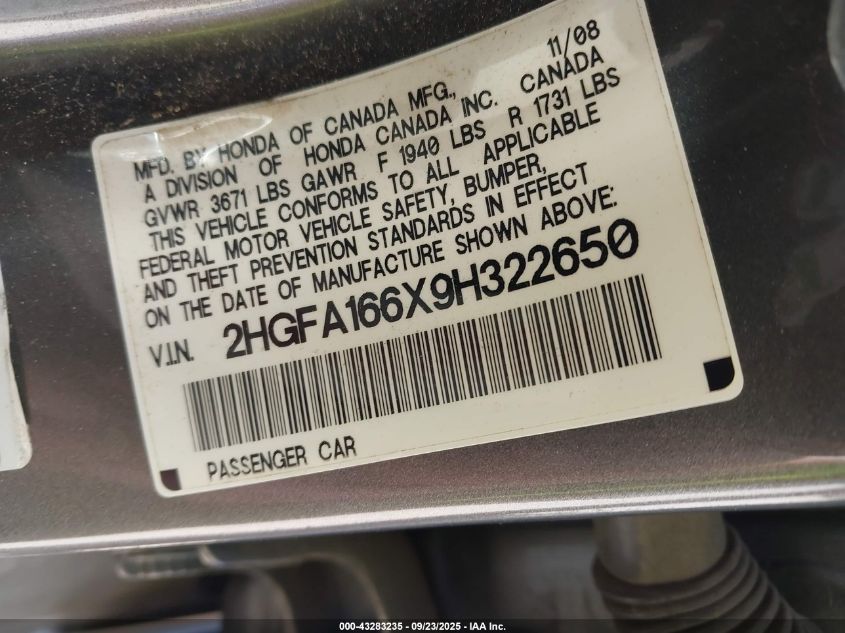 11/08
MFD. BY HONDA OF CANADA MFG.,
A DIVISION OF HONDA CANADA INC. CANADA
GVWR 3671 LBS GAWR F 1940 LBS R 1731 LBS
THIS VEHICLE CONFORMS TO ALL APPLICABLE
FEDERAL MOTOR VEHICLE SAFETY, BUMPER,
AND THEFT PREVENTION STANDARDS IN EFFECT
ON THE DATE OF MANUFACTURE SHOWN ABOVE:
V.I.N. 2HGFA166X9H322650
PASSENGER CAR
000-43283235 - 09/23/2025 - IAA Inc.